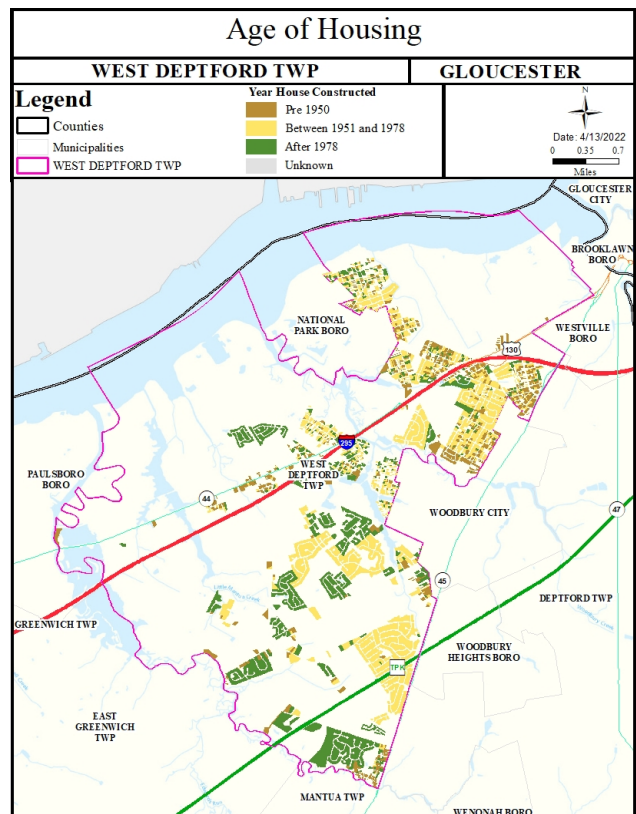 Age of Housing
WEST DEPTFORD TWP
GLOUCESTER
Legend
Counties
Municipalities
WEST DEPTFORD TWP
Year House Constructed
Pre 1950
Between 1951 and 1978
After 1978
Unknown
N
Date: 4/13/2022
0 0.35 0.7
Miles
GLOUCESTER
CITY
BROOKLAWN
BORO
NATIONAL
PARK BORO
WESTVILLE
BORO
130
295
WEST
DEPTFORD
TWP
PAULSBORO
BORO
44
WOODBURY CITY
47
45
DEPTFORD TWP
Woodbury Creek
GREENWICH TWP
WOODBURY
HEIGHTS BORO
TPK
EAST
GREENWICH
TWP
MANTUA TWP
WENONAH BORO